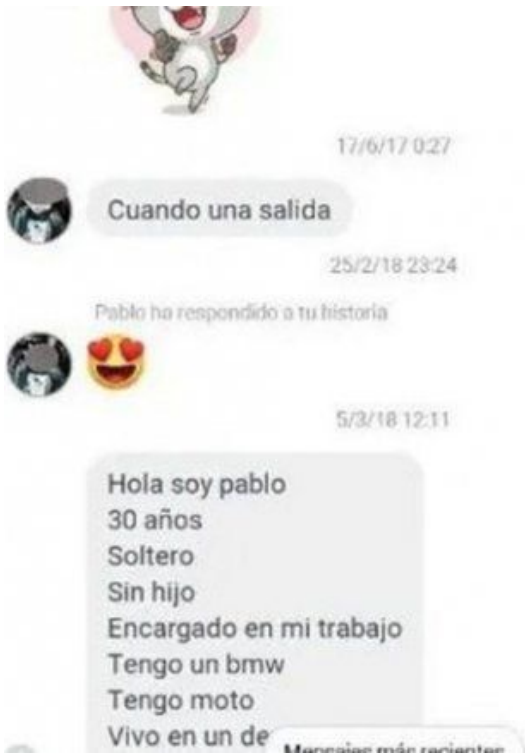 17/6/17 0:27
Cuando una salida
25/2/18 23:24
Pablo ha respondido a tu historia
5/3/18 12:11
Hola soy pablo
30 años
Soltero
Sin hijo
Encargado en mi trabajo
Tengo un bmw
Tengo moto
Vivo en un de
Mensajes más recientes